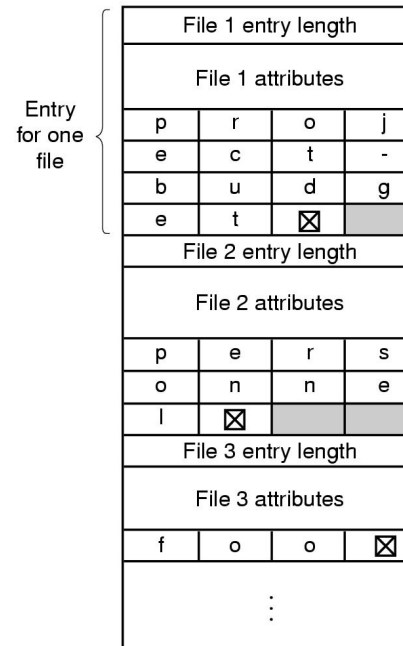 File 1 entry length
File 1 attributes
Entry
for one
file
p r o j
e c t -
b u d g
e t ☒
File 2 entry length
File 2 attributes
p e r s
o n n e
l ☒
File 3 entry length
File 3 attributes
f o o ☒
⋮